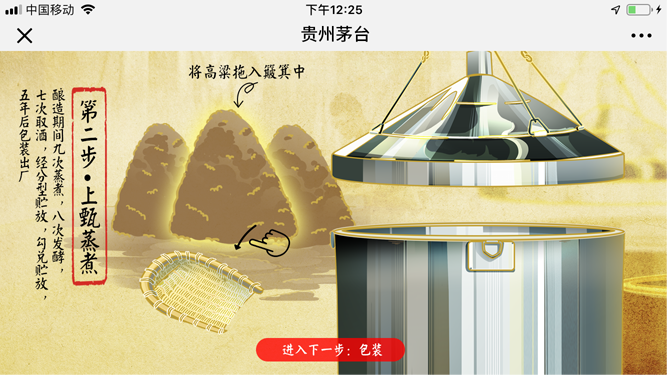 中国移动
下午12:25
贵州茅台
将高粱拖入簸箕中
第二步·上甑蒸煮
酿造期间九次蒸煮，八次发酵，
七次取酒，经分型贮放，勾兑贮放，
五年后包装出厂
进入下一步：包装